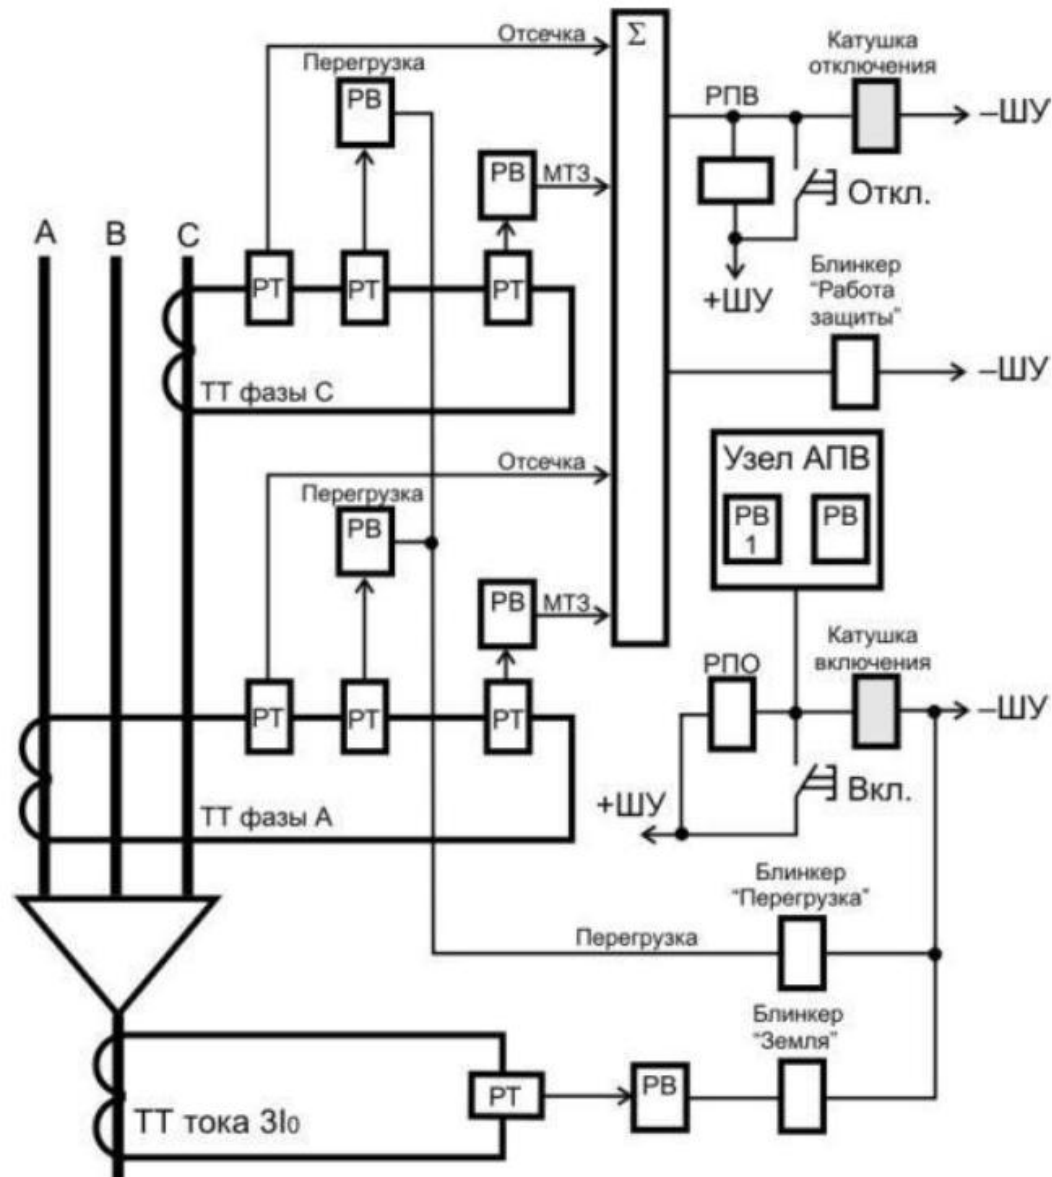 Отсечка
Σ
Катушка
отключения
Перегрузка
РВ
РПВ
–ШУ
РВ
МТЗ
Откл.
A
B
C
РТ
РТ
РТ
+ШУ
Блинкер
“Работа
защиты”
–ШУ
ТТ фазы С
Отсечка
Узел АПВ
Перегрузка
РВ
РВ
1
РВ
РВ
МТЗ
Катушка
включения
РПО
РТ
РТ
РТ
–ШУ
+ШУ
Вкл.
ТТ фазы А
Блинкер
“Перегрузка”
Перегрузка
Блинкер
“Земля”
РТ
РВ
ТТ тока 3I0